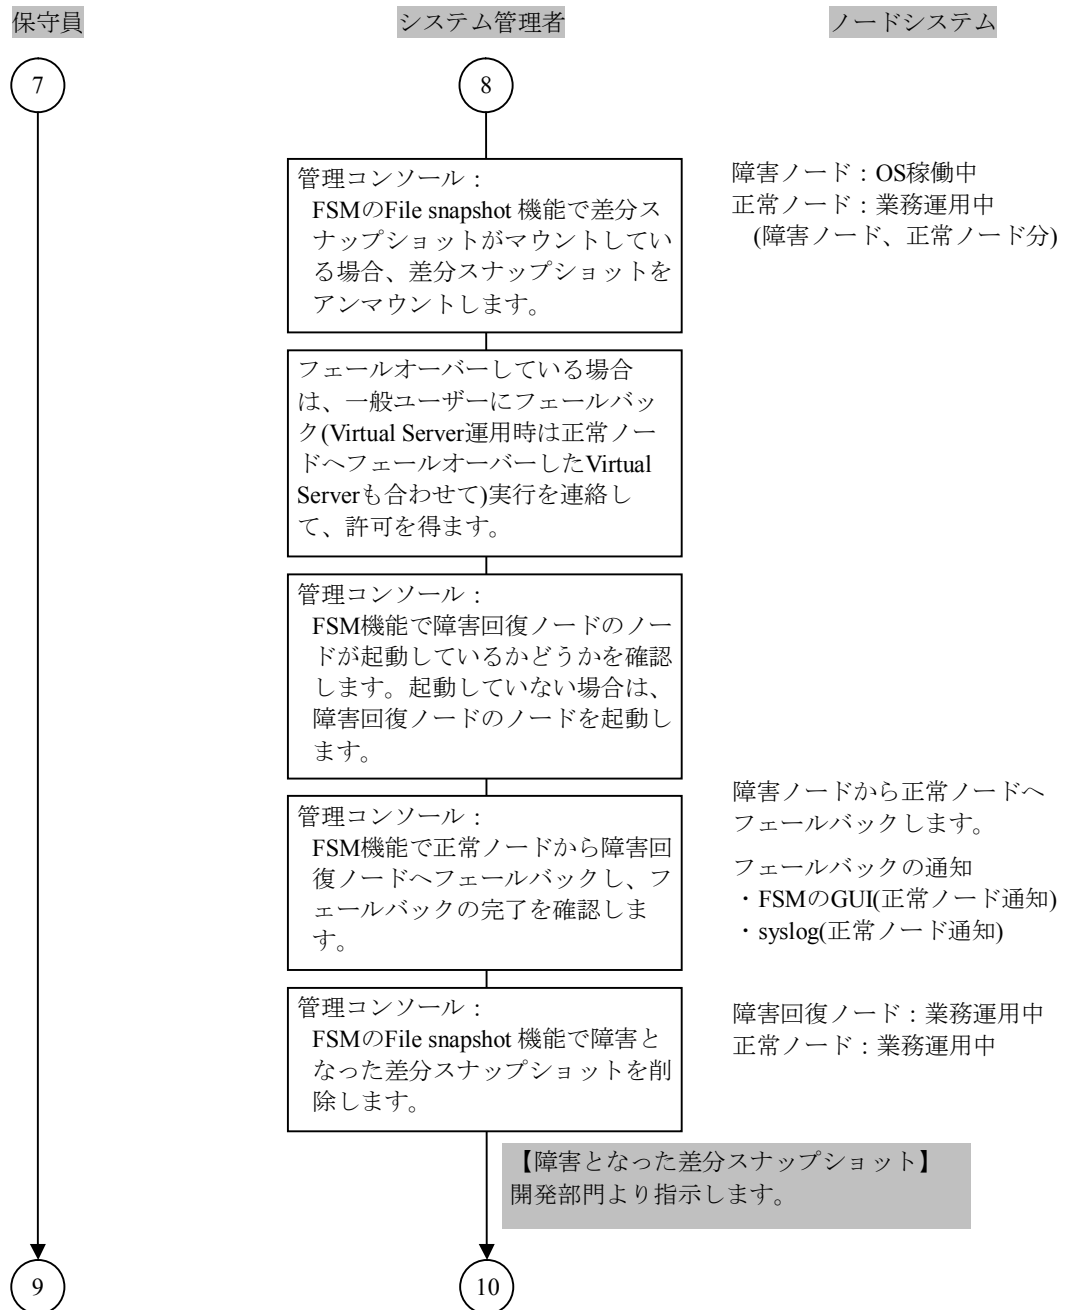 保守員
システム管理者
ノードシステム
7
8
管理コンソール：
FSMのFile snapshot 機能で差分ス
ナップショットがマウントしてい
る場合、差分スナップショットを
アンマウントします。
障害ノード：OS稼働中
正常ノード：業務運用中
(障害ノード、正常ノード分)
フェールオーバーしている場合
は、一般ユーザーにフェールバッ
ク(Virtual Server運用時は正常ノー
ドへフェールオーバーしたVirtual
Serverも合わせて)実行を連絡し
て、許可を得ます。
管理コンソール：
FSM機能で障害回復ノードのノー
ドが起動しているかどうかを確認
します。起動していない場合は、
障害回復ノードのノードを起動し
ます。
管理コンソール：
FSM機能で正常ノードから障害回
復ノードへフェールバックし、フ
ェールバックの完了を確認しま
す。
障害ノードから正常ノードへ
フェールバックします。
フェールバックの通知
・FSMのGUI(正常ノード通知)
・syslog(正常ノード通知)
管理コンソール：
FSMのFile snapshot 機能で障害と
なった差分スナップショットを削
除します。
障害回復ノード：業務運用中
正常ノード：業務運用中
【障害となった差分スナップショット】
開発部門より指示します。
9
10